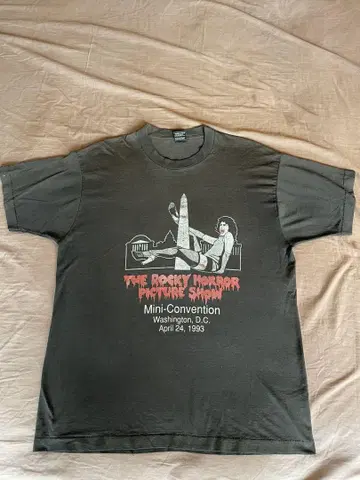 THE ROCKY HORROR
PICTURE SHOW
Mini-Convention
Washington, D.C.
April 24, 1993